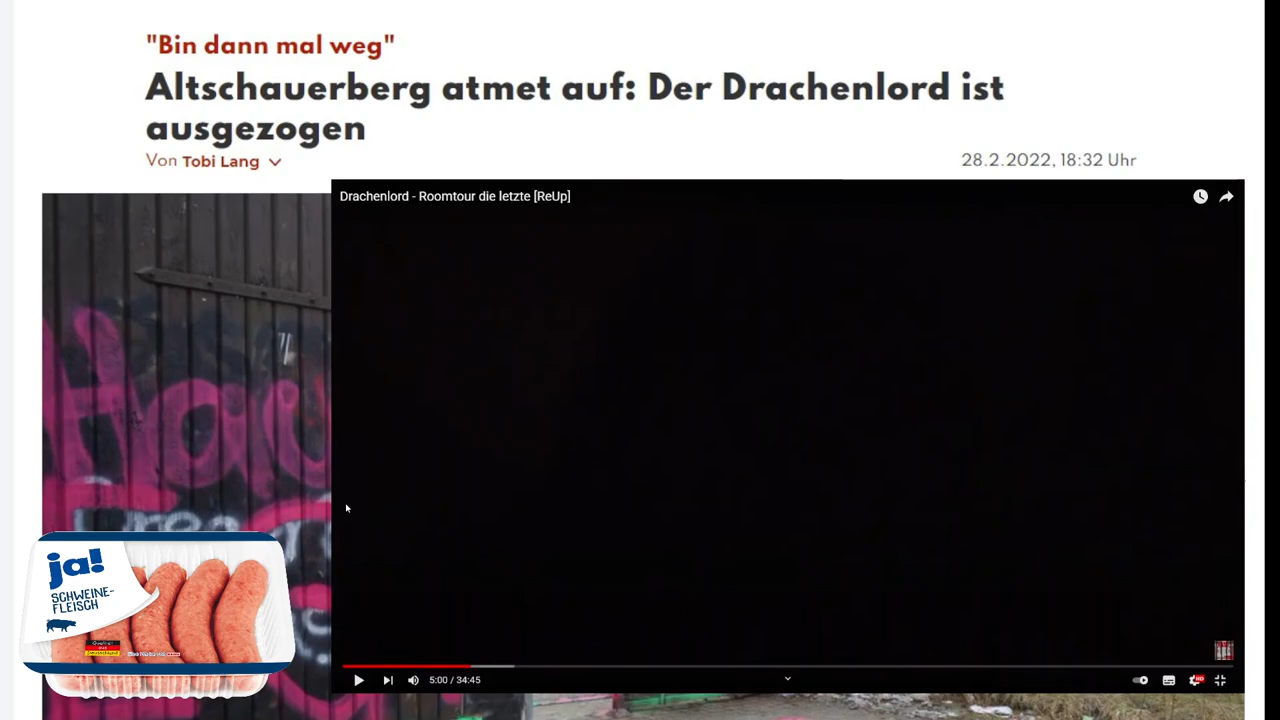 "Bin dann mal weg"
Altschauerberg atmet auf: Der Drachenlord ist
ausgezogen
Von Tobi Lang
28.2.2022, 18:32 Uhr
Drachenlord - Roomtour die letzte [ReUp]
ja!
SCHWEINE-
FLEISCH
5:00 / 34:45
HD